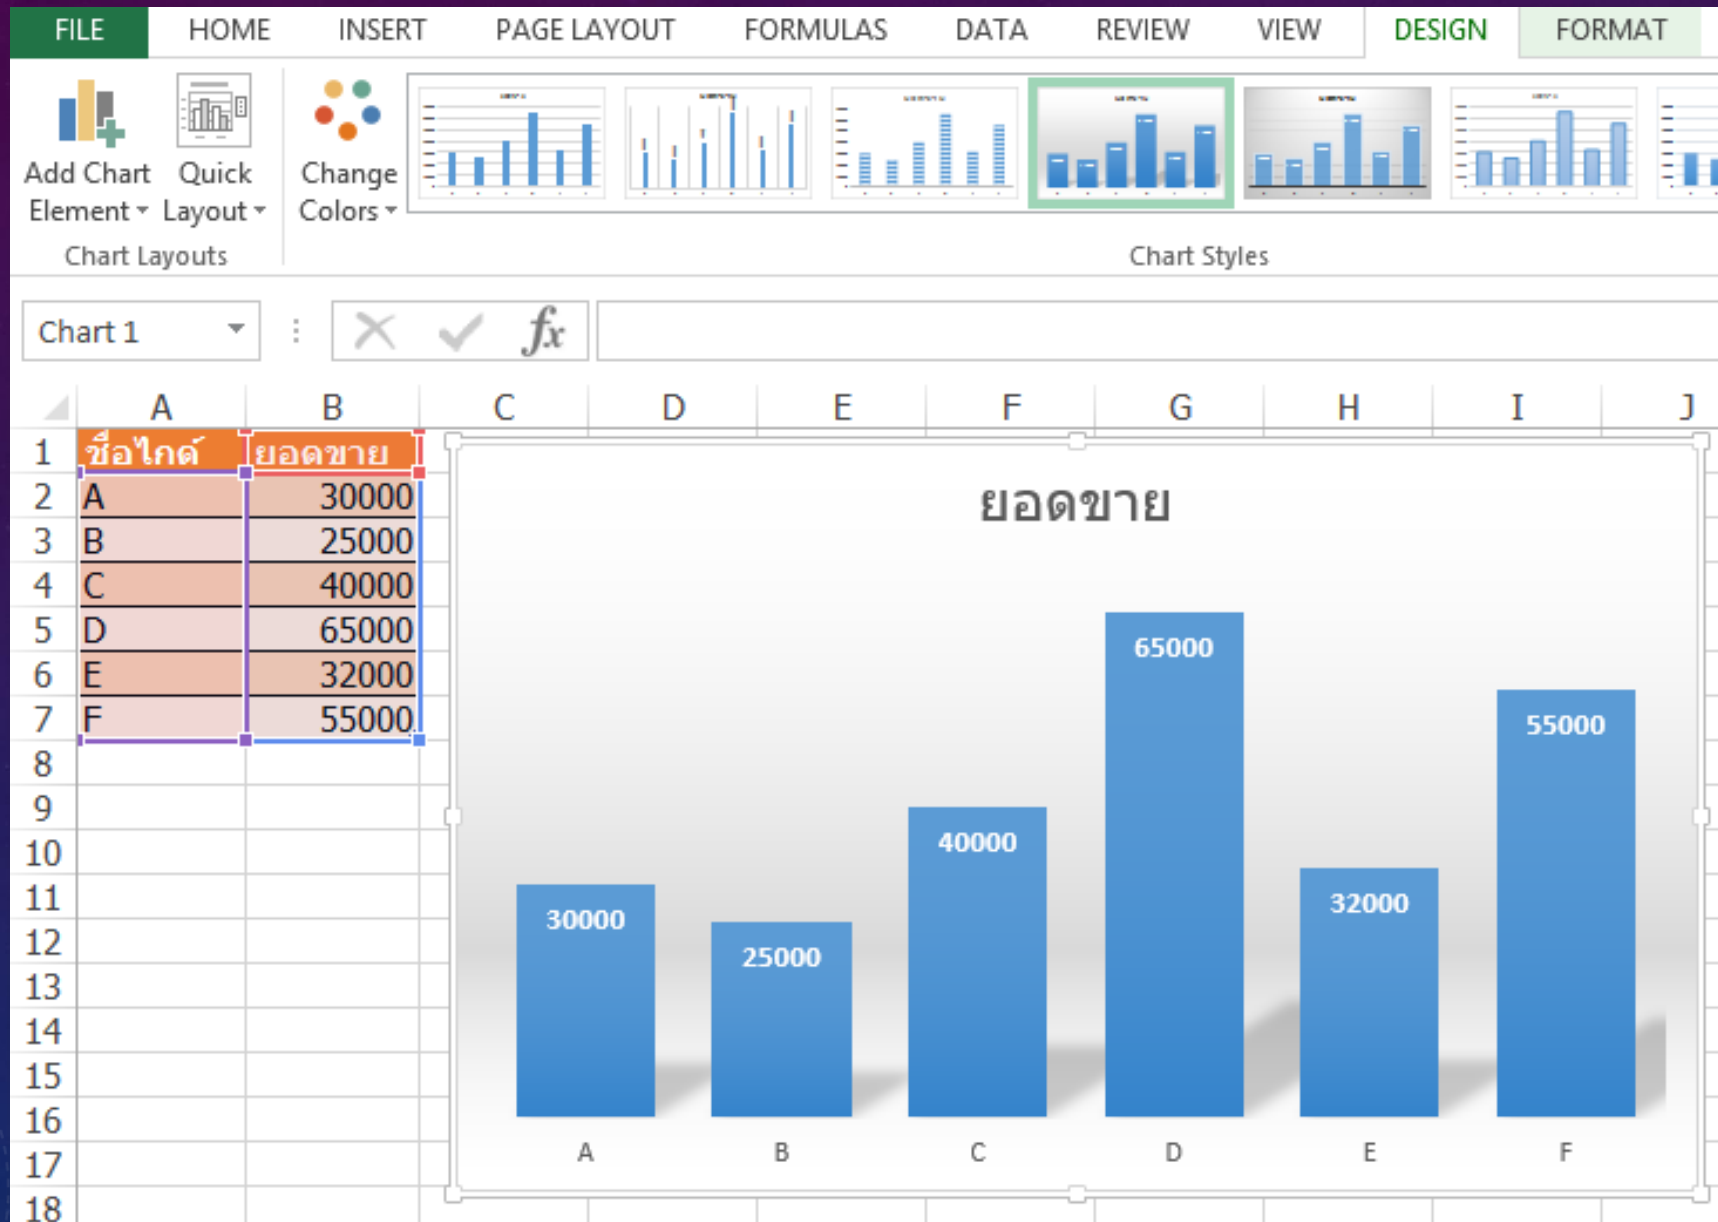 FILE HOME INSERT PAGE LAYOUT FORMULAS DATA REVIEW VIEW DESIGN FORMAT
Add Chart Element
Quick Layout
Change Colors
Chart Layouts
Chart Styles
Chart 1
fx
A B C D E F G H I J
1 ชื่อไกด์ ยอดขาย
2 A 30000
3 B 25000
4 C 40000
5 D 65000
6 E 32000
7 F 55000
8
9
10
11
12
13
14
15
16
17
18
ยอดขาย
65000
55000
40000
32000
30000
25000
A B C D E F